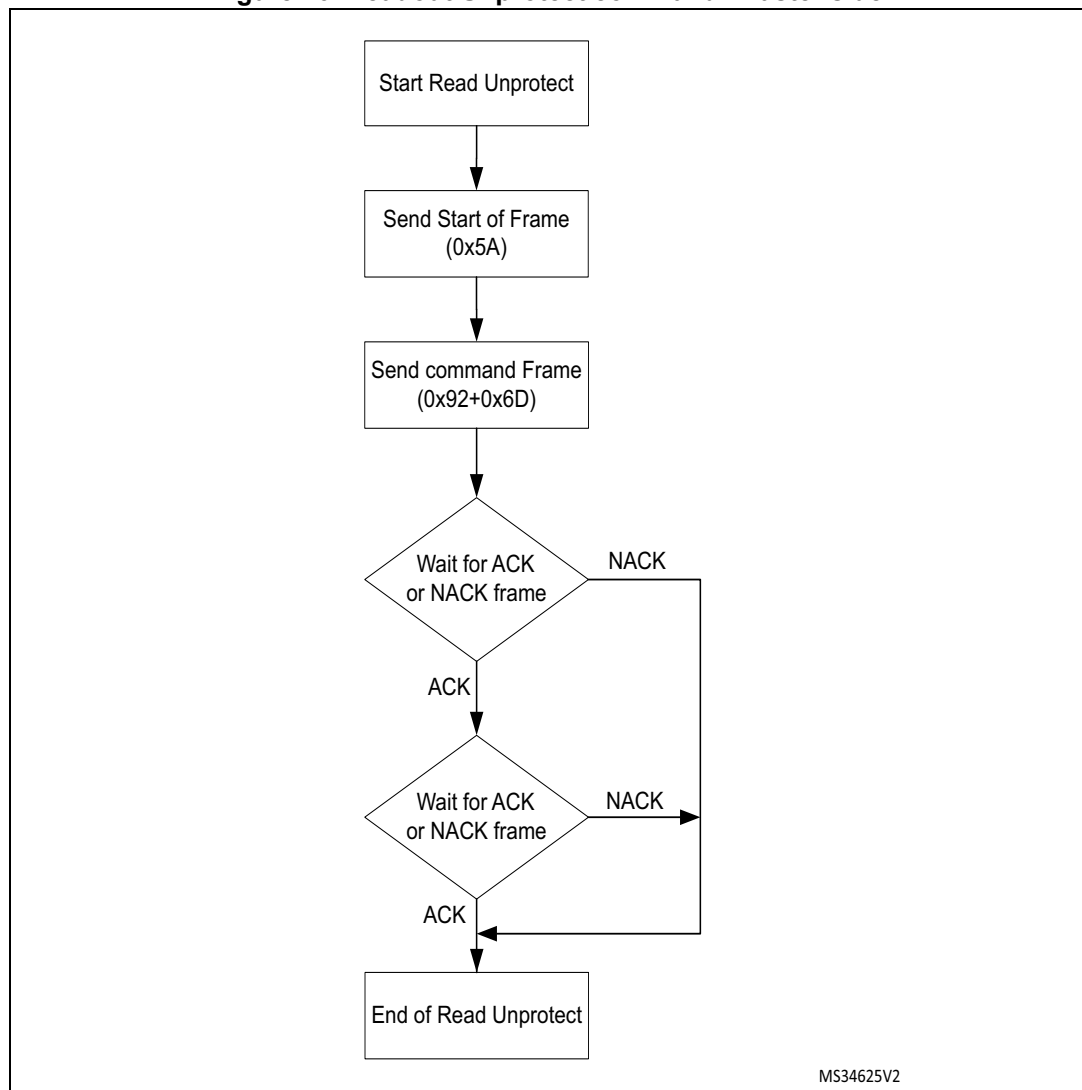 Start Read Unprotect
Send Start of Frame
(0x5A)
Send command Frame
(0x92+0x6D)
Wait for ACK
or NACK frame
NACK
ACK
Wait for ACK
or NACK frame
NACK
ACK
End of Read Unprotect
MS34625V2